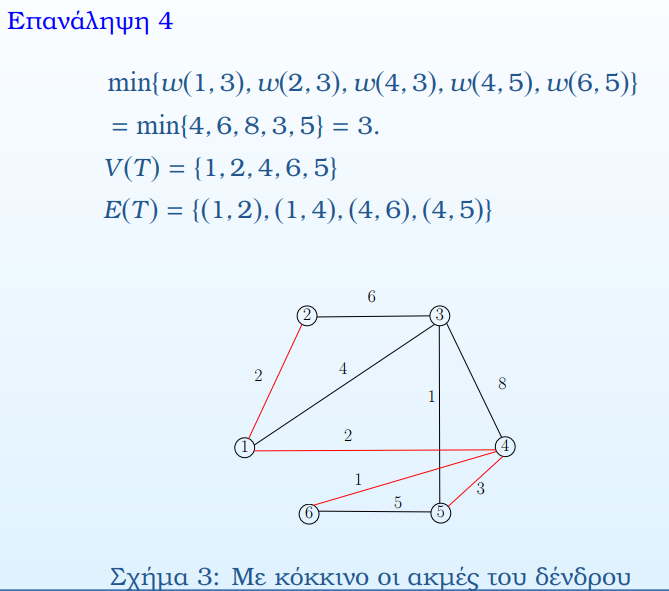 Επανάληψη 4
min{w(1, 3), w(2, 3), w(4, 3), w(4, 5), w(6, 5)}
= min{4, 6, 8, 3, 5} = 3.
V(T) = {1, 2, 4, 6, 5}
E(T) = {(1, 2), (1, 4), (4, 6), (4, 5)}
6
2
3
2
4
1
8
1
2
4
1
3
5
6
5
Σχήμα 3: Με κόκκινο οι ακμές του δένδρου